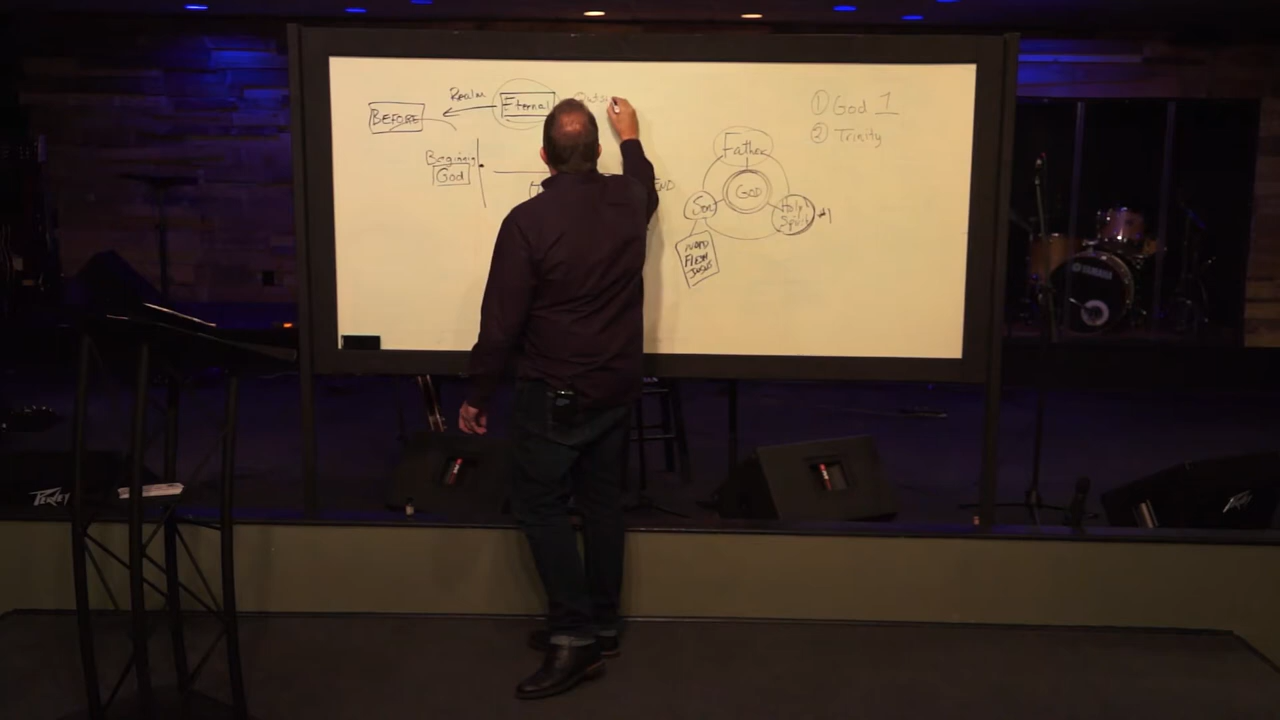 Realm
BEFORE
Eternal
Beginning
God
END
Father
GOD
Son
Holy
Spirit
#1
WORD
FLESH
JESUS
① God 1
② Trinity
YAMAHA
PEAVEY